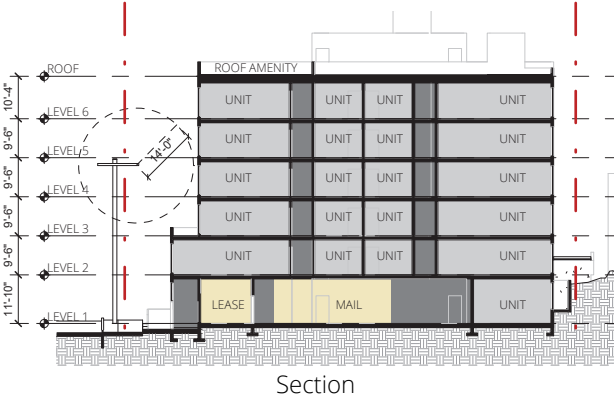 ROOF
ROOF AMENITY
10'-4"
UNIT UNIT UNIT UNIT
LEVEL 6
9'-6"
UNIT UNIT UNIT UNIT
14'-0"
LEVEL 5
9'-6"
UNIT UNIT UNIT UNIT
LEVEL 4
9'-6"
UNIT UNIT UNIT UNIT
LEVEL 3
9'-6"
UNIT UNIT UNIT UNIT
LEVEL 2
11'-10"
LEASE MAIL UNIT
LEVEL 1
Section